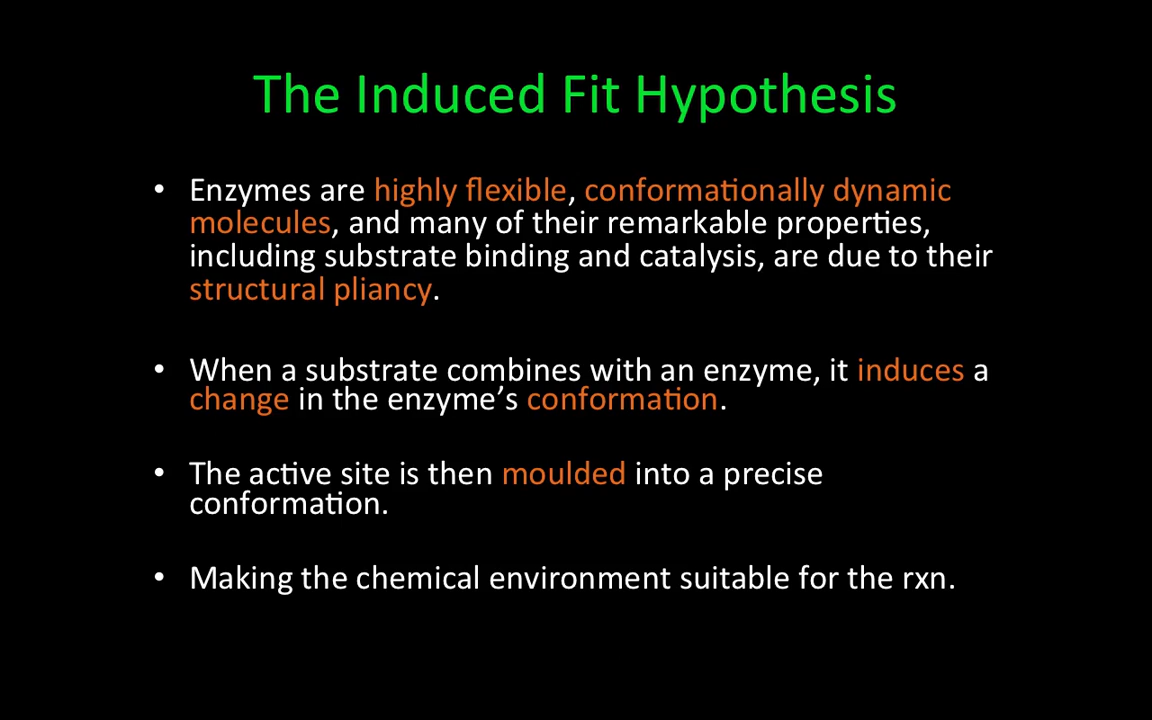 The Induced Fit Hypothesis
• Enzymes are highly flexible, conformationally dynamic
molecules, and many of their remarkable properties,
including substrate binding and catalysis, are due to their
structural pliancy.
• When a substrate combines with an enzyme, it induces a
change in the enzyme’s conformation.
• The active site is then moulded into a precise
conformation.
• Making the chemical environment suitable for the rxn.